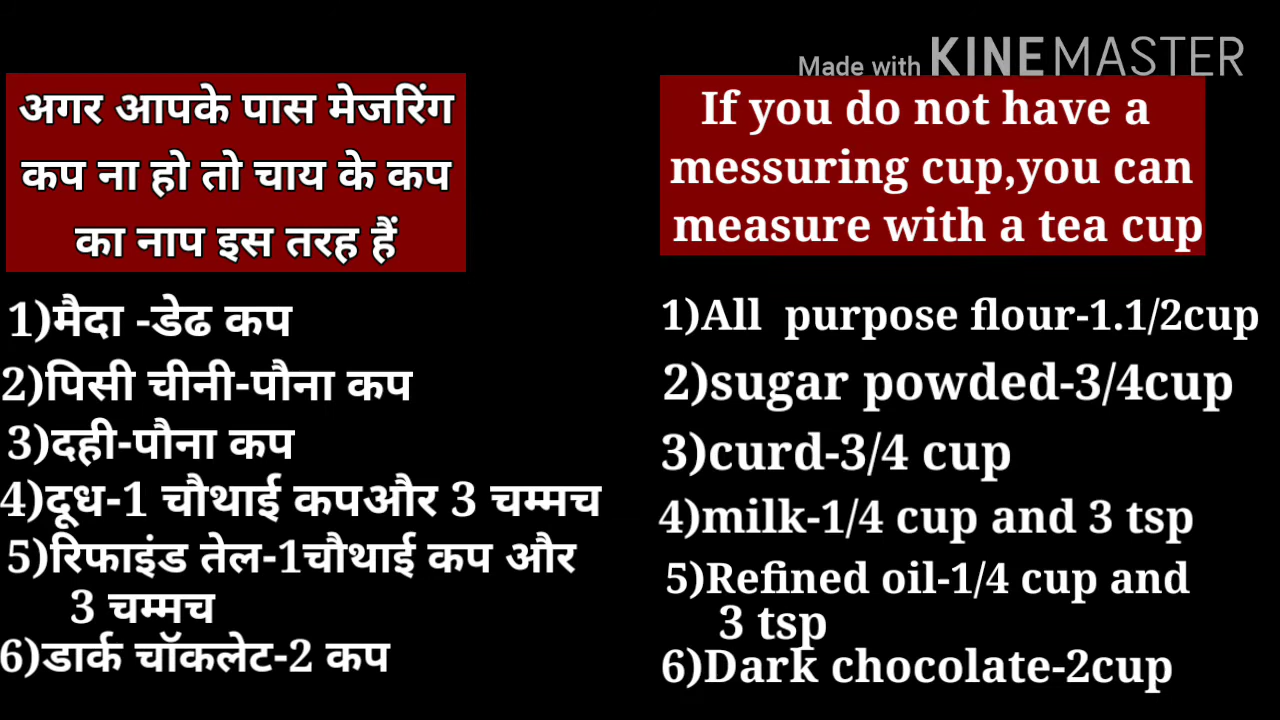 Made with KINEMASTER
अगर आपके पास मेजरिंग
कप ना हो तो चाय के कप
का नाप इस तरह हैं
1)मैदा -डेढ कप
2)पिसी चीनी-पौना कप
3)दही-पौना कप
4)दूध-1 चौथाई कपऔर 3 चम्मच
5)रिफाइंड तेल-1चौथाई कप और
3 चम्मच
6)डार्क चॉकलेट-2 कप
If you do not have a
messuring cup,you can
measure with a tea cup
1)All purpose flour-1.1/2cup
2)sugar powded-3/4cup
3)curd-3/4 cup
4)milk-1/4 cup and 3 tsp
5)Refined oil-1/4 cup and
3 tsp
6)Dark chocolate-2cup